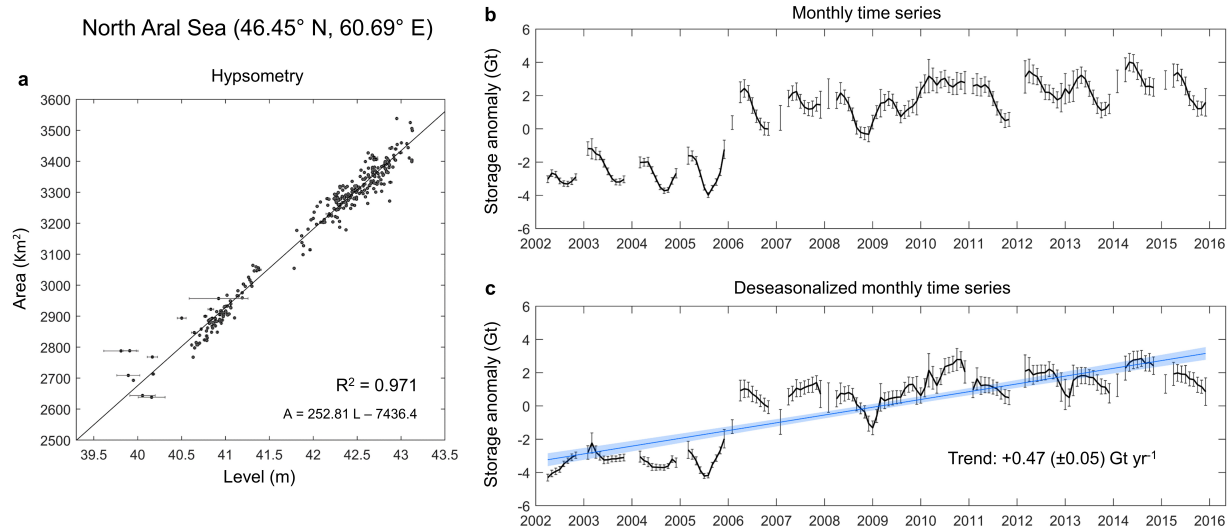 North Aral Sea (46.45° N, 60.69° E)
a
Hypsometry
3600
3500
3400
3300
3200
3100
3000
2900
2800
2700
2600
2500
Area (Km²)
R² = 0.971
A = 252.81 L – 7436.4
39.5 40 40.5 41 41.5 42 42.5 43 43.5
Level (m)
b
Monthly time series
6
4
2
0
-2
-4
-6
Storage anomaly (Gt)
2002 2003 2004 2005 2006 2007 2008 2009 2010 2011 2012 2013 2014 2015 2016
c
Deseasonalized monthly time series
6
4
2
0
-2
-4
-6
Storage anomaly (Gt)
Trend: +0.47 (±0.05) Gt yr⁻¹
2002 2003 2004 2005 2006 2007 2008 2009 2010 2011 2012 2013 2014 2015 2016